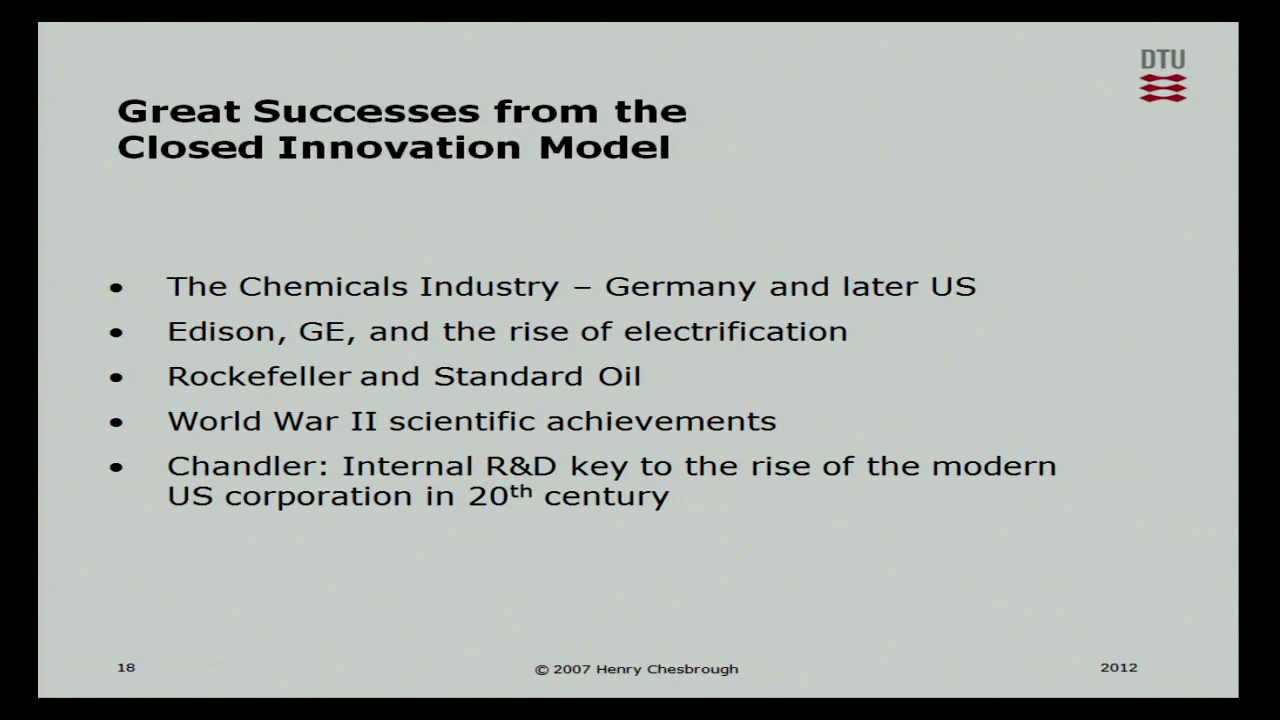 DTU
Great Successes from the
Closed Innovation Model
• The Chemicals Industry – Germany and later US
• Edison, GE, and the rise of electrification
• Rockefeller and Standard Oil
• World War II scientific achievements
• Chandler: Internal R&D key to the rise of the modern
US corporation in 20th century
18
© 2007 Henry Chesbrough
2012